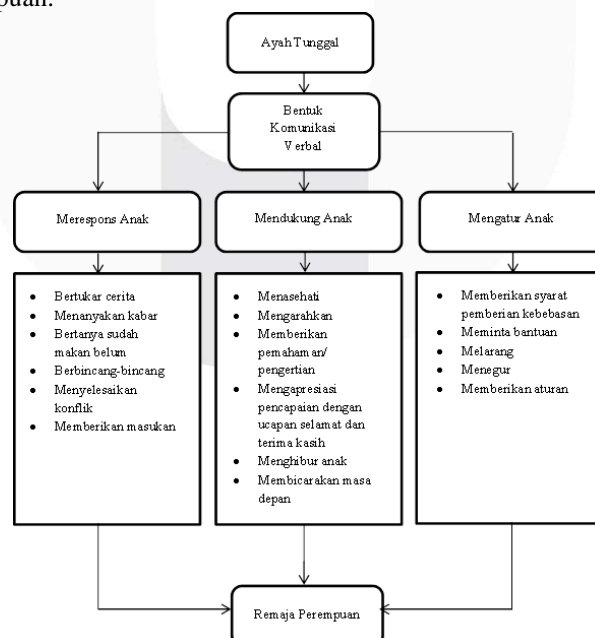 Ayah Tunggal
Bentuk
Komunikasi
Verbal
Merespons Anak
Mendukung Anak
Mengatur Anak
• Bertukar cerita
• Menanyakan kabar
• Bertanya sudah
makan belum
• Berbincang-bincang
• Menyelesaikan
konflik
• Memberikan masukan
• Menasehati
• Mengarahkan
• Memberikan
pemahaman/
pengertian
• Mengapresiasi
pencapaian dengan
ucapan selamat dan
terima kasih
• Menghibur anak
• Membicarakan masa
depan
• Memberikan syarat
pemberian kebebasan
• Meminta bantuan
• Melarang
• Menegur
• Memberikan aturan
Remaja Perempuan